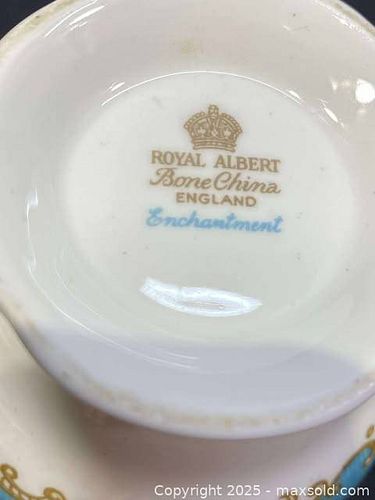 ROYAL ALBERT
Bone China
ENGLAND
Enchantment
Copyright © 2025 - maxsold.com